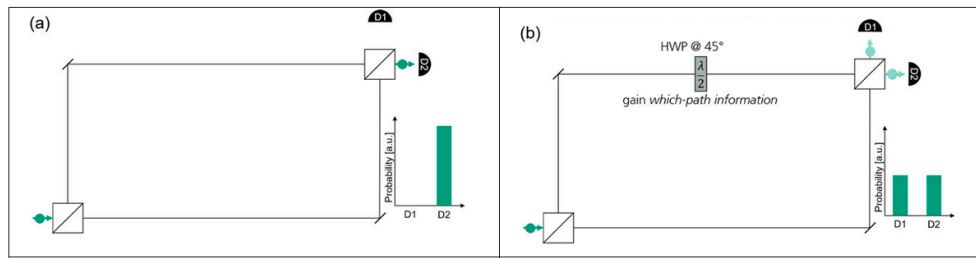 (a)
D1
D2
Probability [a.u.]
D1 D2
(b)
D1
D2
HWP @ 45°
λ
2
gain which-path information
Probability [a.u.]
D1 D2